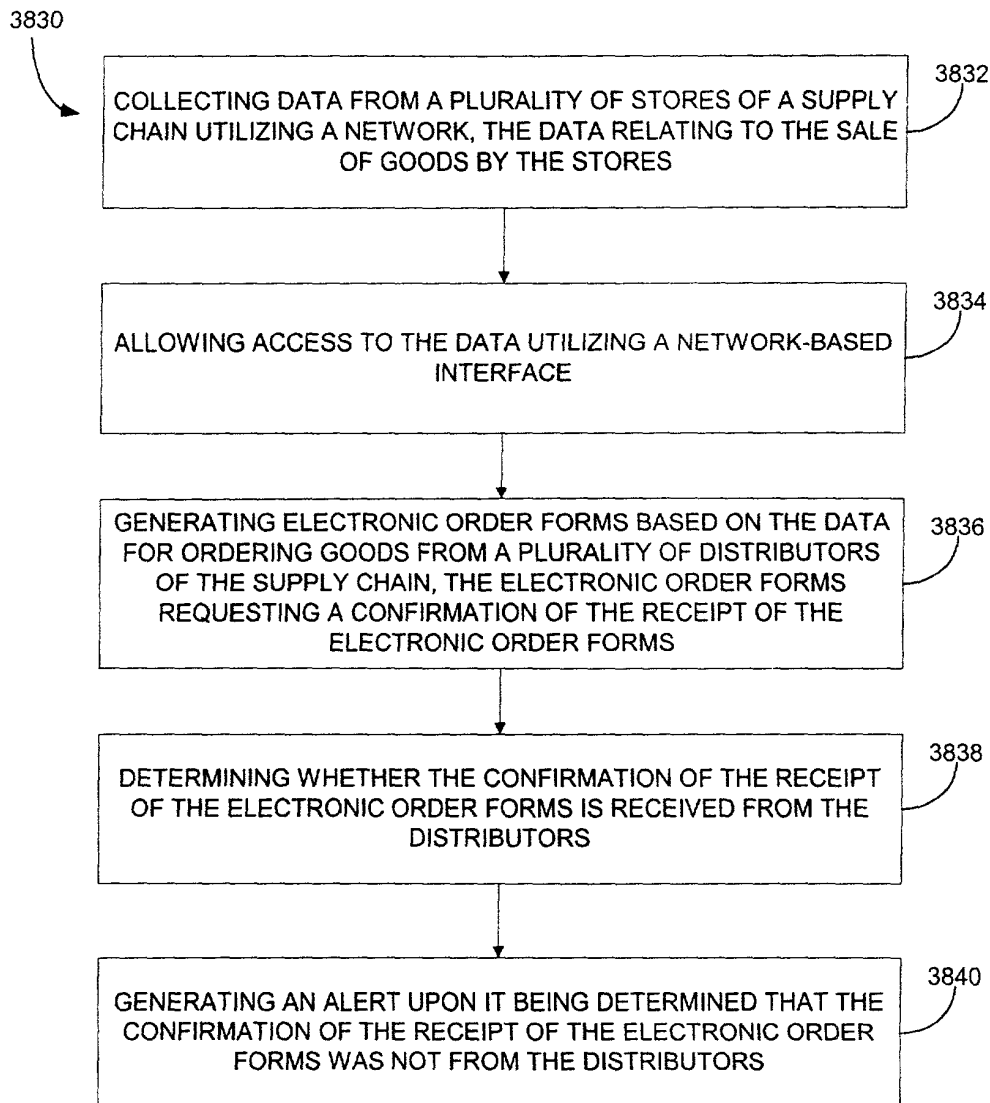 3830
3832
COLLECTING DATA FROM A PLURALITY OF STORES OF A SUPPLY
CHAIN UTILIZING A NETWORK, THE DATA RELATING TO THE SALE
OF GOODS BY THE STORES
3834
ALLOWING ACCESS TO THE DATA UTILIZING A NETWORK-BASED
INTERFACE
3836
GENERATING ELECTRONIC ORDER FORMS BASED ON THE DATA
FOR ORDERING GOODS FROM A PLURALITY OF DISTRIBUTORS
OF THE SUPPLY CHAIN, THE ELECTRONIC ORDER FORMS
REQUESTING A CONFIRMATION OF THE RECEIPT OF THE
ELECTRONIC ORDER FORMS
3838
DETERMINING WHETHER THE CONFIRMATION OF THE RECEIPT
OF THE ELECTRONIC ORDER FORMS IS RECEIVED FROM THE
DISTRIBUTORS
3840
GENERATING AN ALERT UPON IT BEING DETERMINED THAT THE
CONFIRMATION OF THE RECEIPT OF THE ELECTRONIC ORDER
FORMS WAS NOT FROM THE DISTRIBUTORS